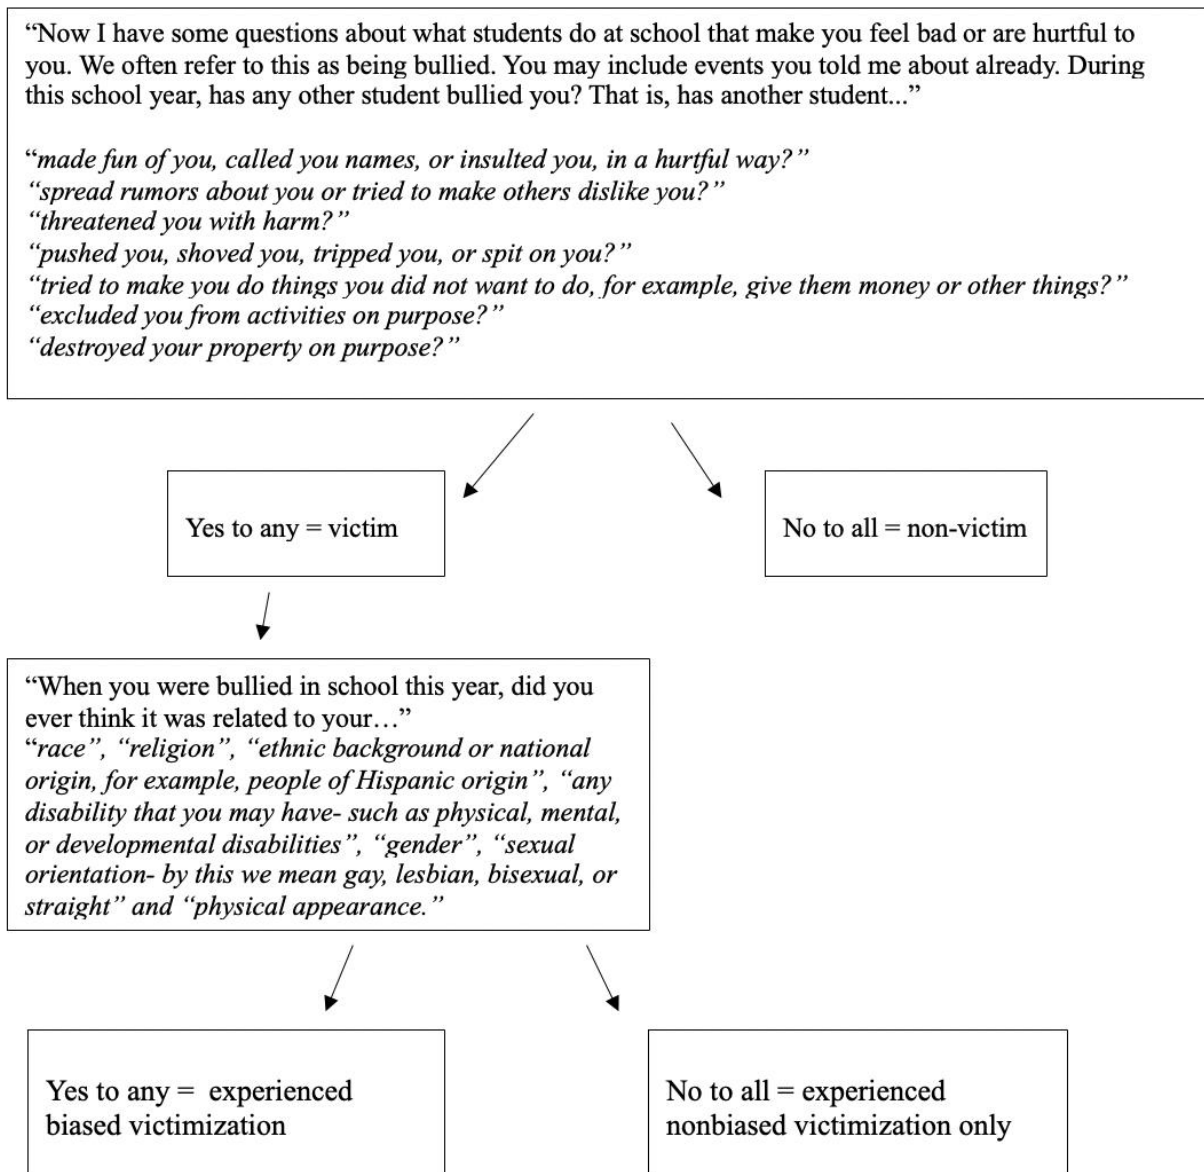 “Now I have some questions about what students do at school that make you feel bad or are hurtful to
you. We often refer to this as being bullied. You may include events you told me about already. During
this school year, has any other student bullied you? That is, has another student...”
“made fun of you, called you names, or insulted you, in a hurtful way?”
“spread rumors about you or tried to make others dislike you?”
“threatened you with harm?”
“pushed you, shoved you, tripped you, or spit on you?”
“tried to make you do things you did not want to do, for example, give them money or other things?”
“excluded you from activities on purpose?”
“destroyed your property on purpose?”
Yes to any = victim
No to all = non-victim
“When you were bullied in school this year, did you
ever think it was related to your…”
“race”, “religion”, “ethnic background or national
origin, for example, people of Hispanic origin”, “any
disability that you may have- such as physical, mental,
or developmental disabilities”, “gender”, “sexual
orientation- by this we mean gay, lesbian, bisexual, or
straight” and “physical appearance.”
Yes to any = experienced
biased victimization
No to all = experienced
nonbiased victimization only